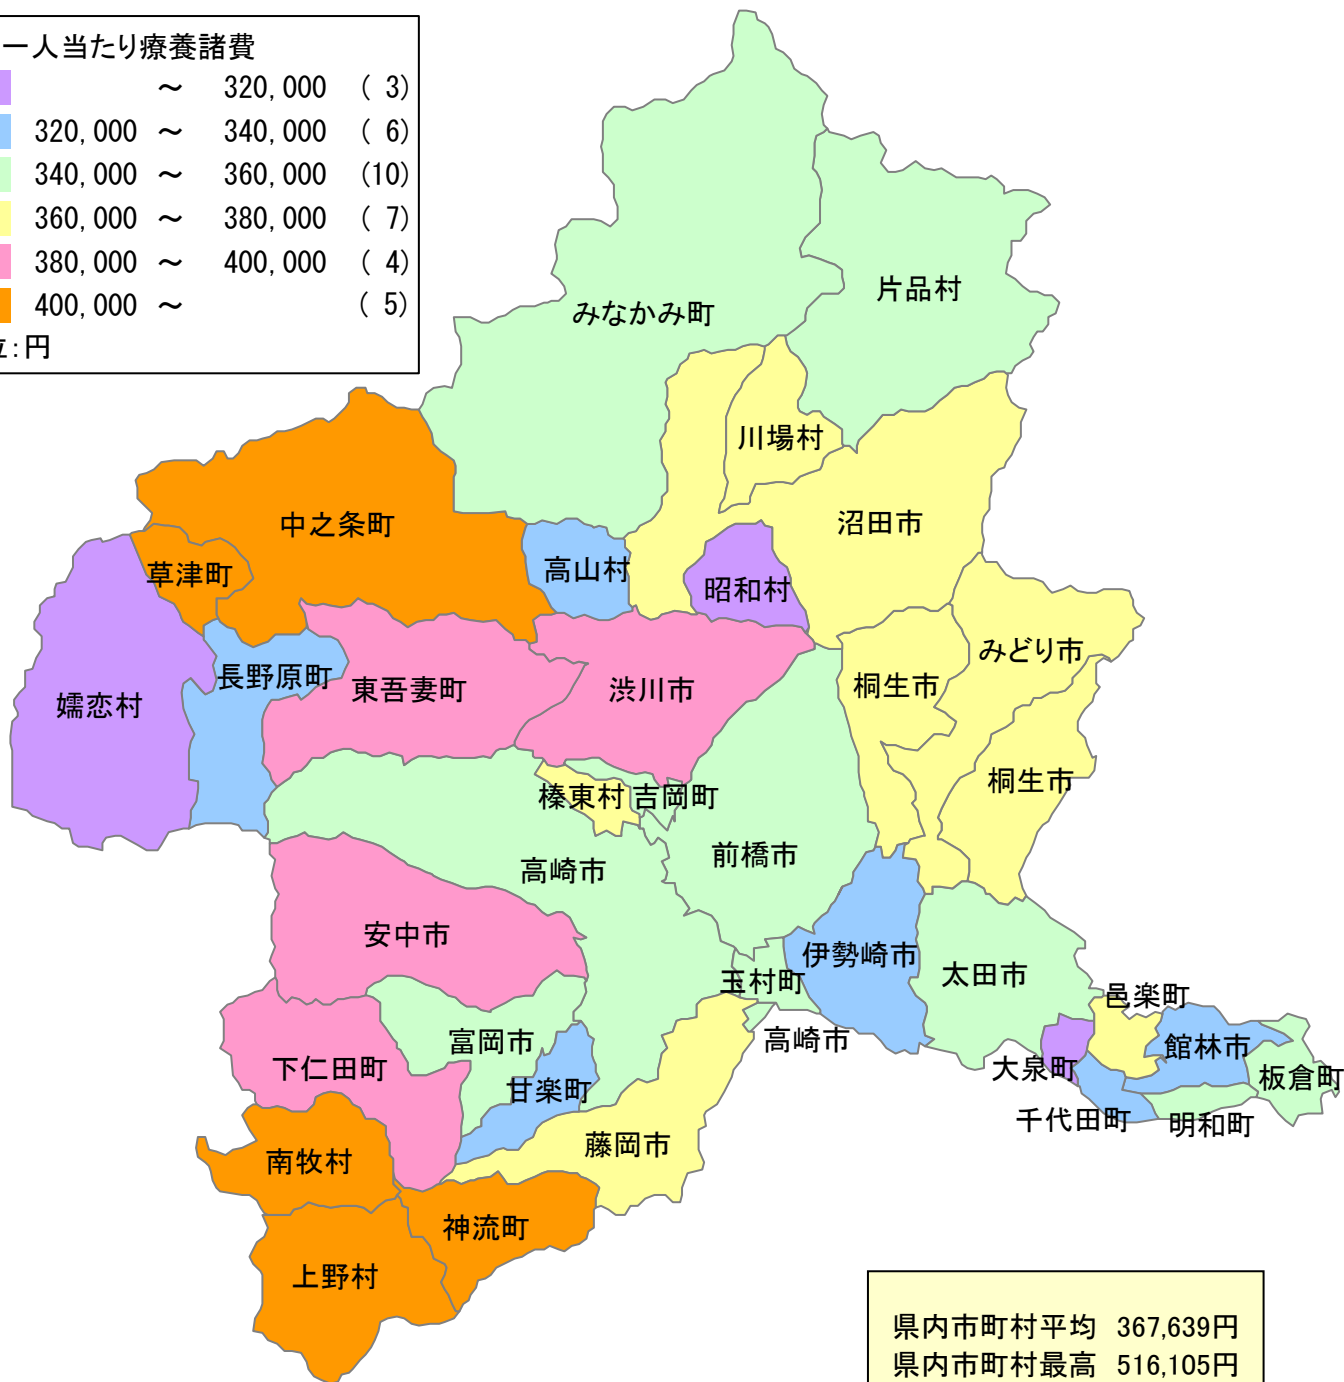 一人当たり療養諸費
～ 320,000 ( 3)
320,000 ～ 340,000 ( 6)
340,000 ～ 360,000 (10)
360,000 ～ 380,000 ( 7)
380,000 ～ 400,000 ( 4)
400,000 ～ ( 5)
位:円
みなかみ町
片品村
川場村
中之条町
沼田市
草津町
高山村
昭和村
みどり市
長野原町
東吾妻町
渋川市
桐生市
嬬恋村
桐生市
榛東村
吉岡町
前橋市
高崎市
安中市
伊勢崎市
太田市
玉村町
邑楽町
高崎市
富岡市
館林市
下仁田町
大泉町
板倉町
甘楽町
千代田町
明和町
藤岡市
南牧村
神流町
上野村
県内市町村平均 367,639円
県内市町村最高 516,105円